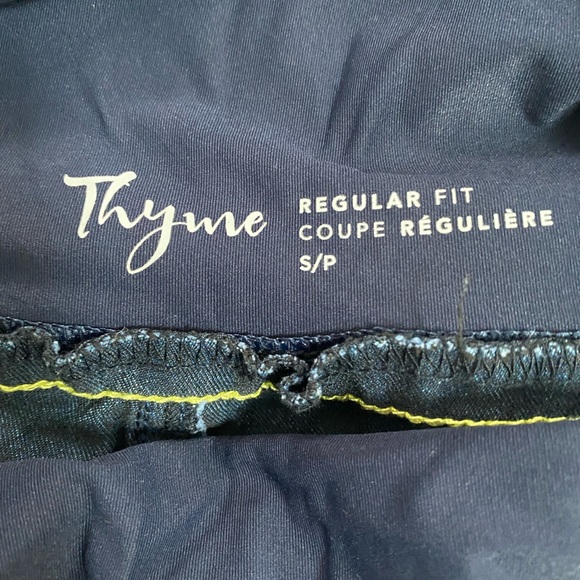 Thyme
REGULAR FIT
COUPE RÉGULIÈRE
S/P